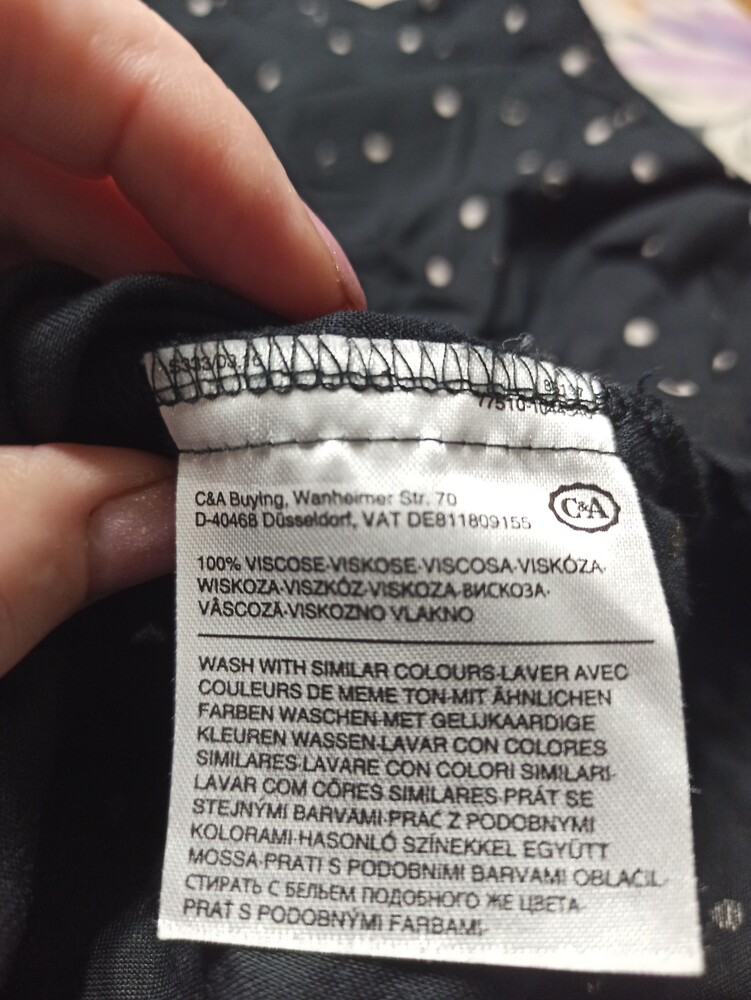 C&A Buying, Wanheimer Str. 70
D-40468 Düsseldorf, VAT DE811809155
C&A
100% VISCOSE·VISKOSE·VISCOSA·VISKÓZA·
WISKOZA·VISZKÓZ·VISKOZA·ВИСКОЗА·
VÂSCOZĂ·VISKOZNO VLAKNO
WASH WITH SIMILAR COLOURS·LAVER AVEC
COULEURS DE MEME TON·MIT ÄHNLICHEN
FARBEN WASCHEN·MET GELIJKAARDIGE
KLEUREN WASSEN·LAVAR CON COLORES
SIMILARES·LAVARE CON COLORI SIMILARI·
LAVAR COM CÔRES SIMILARES·PRÁT SE
STEJNÝMI BARVAMI·PRAĆ Z PODOBNYMI
KOLORAMI·HASONLÓ SZÍNEKKEL EGYÜTT
MOSSA·PRATI S PODOBNIMI BARVAMI OBLAČIL·
СТИРАТЬ С БЕЛЬЕМ ПОДОБНОГО ЖЕ ЦВЕТА·
PRAŤ S PODOBNÝMI FARBAMI·